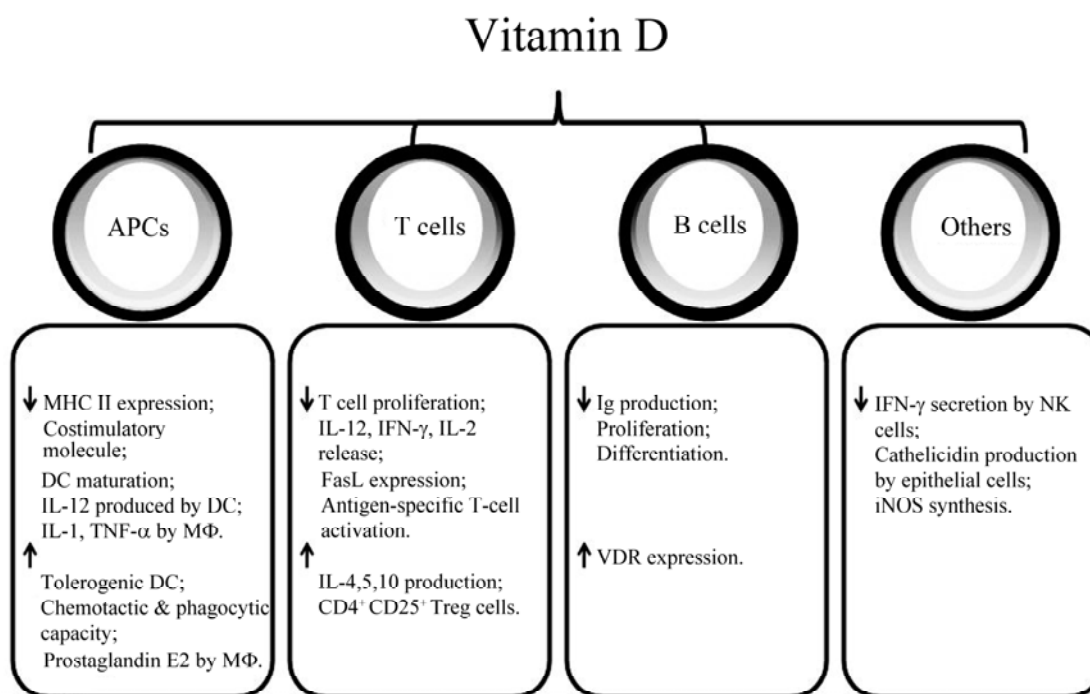 Vitamin D
APCs
T cells
B cells
Others
↓ MHC II expression;
Costimulatory
molecule;
DC maturation;
IL-12 produced by DC;
IL-1, TNF-α by MΦ.
↑
Tolerogenic DC;
Chemotactic & phagocytic
capacity;
Prostaglandin E2 by MΦ.
↓ T cell proliferation;
IL-12, IFN-γ, IL-2
release;
FasL expression;
Antigen-specific T-cell
activation.
↑
IL-4,5,10 production;
CD4⁺ CD25⁺ Treg cells.
↓ Ig production;
Proliferation;
Differentiation.
↑ VDR expression.
↓ IFN-γ secretion by NK
cells;
Cathelicidin production
by epithelial cells;
iNOS synthesis.